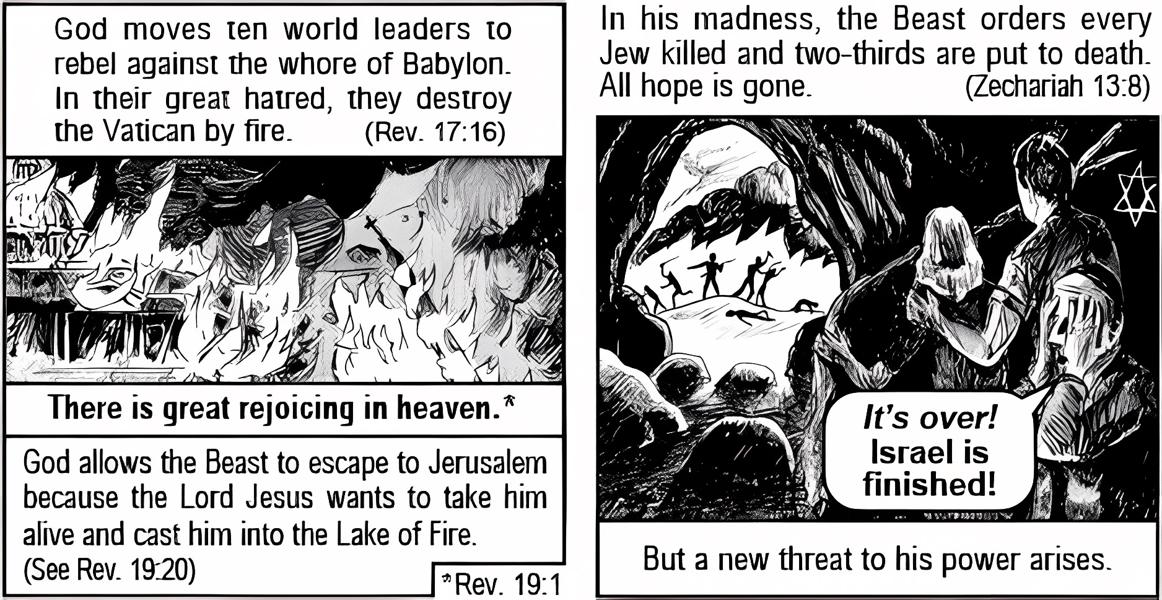 God moves ten world leaders to
rebel against the whore of Babylon.
In their great hatred, they destroy
the Vatican by fire. (Rev. 17:16)
There is great rejoicing in heaven.*
God allows the Beast to escape to Jerusalem
because the Lord Jesus wants to take him
alive and cast him into the Lake of Fire.
(See Rev. 19:20)
*Rev. 19:1
In his madness, the Beast orders every
Jew killed and two-thirds are put to death.
All hope is gone. (Zechariah 13:8)
It's over!
Israel is
finished!
But a new threat to his power arises.